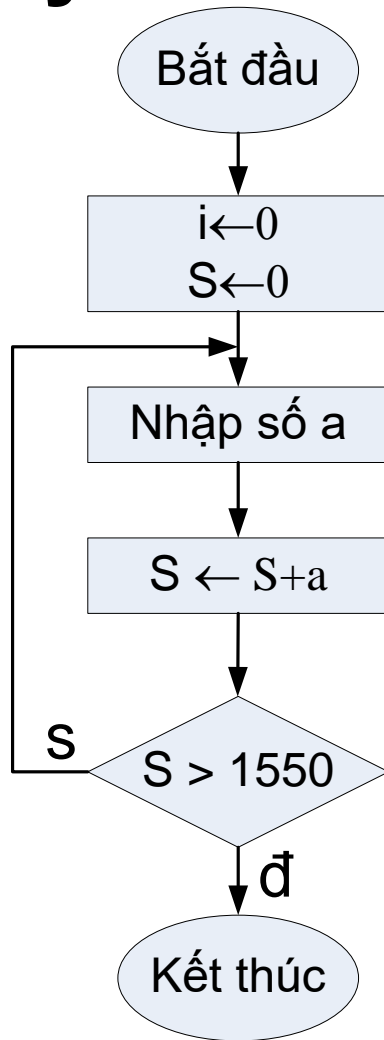 Bắt đầu
i←0
S←0
Nhập số a
S ← S+a
S > 1550
s
đ
Kết thúc